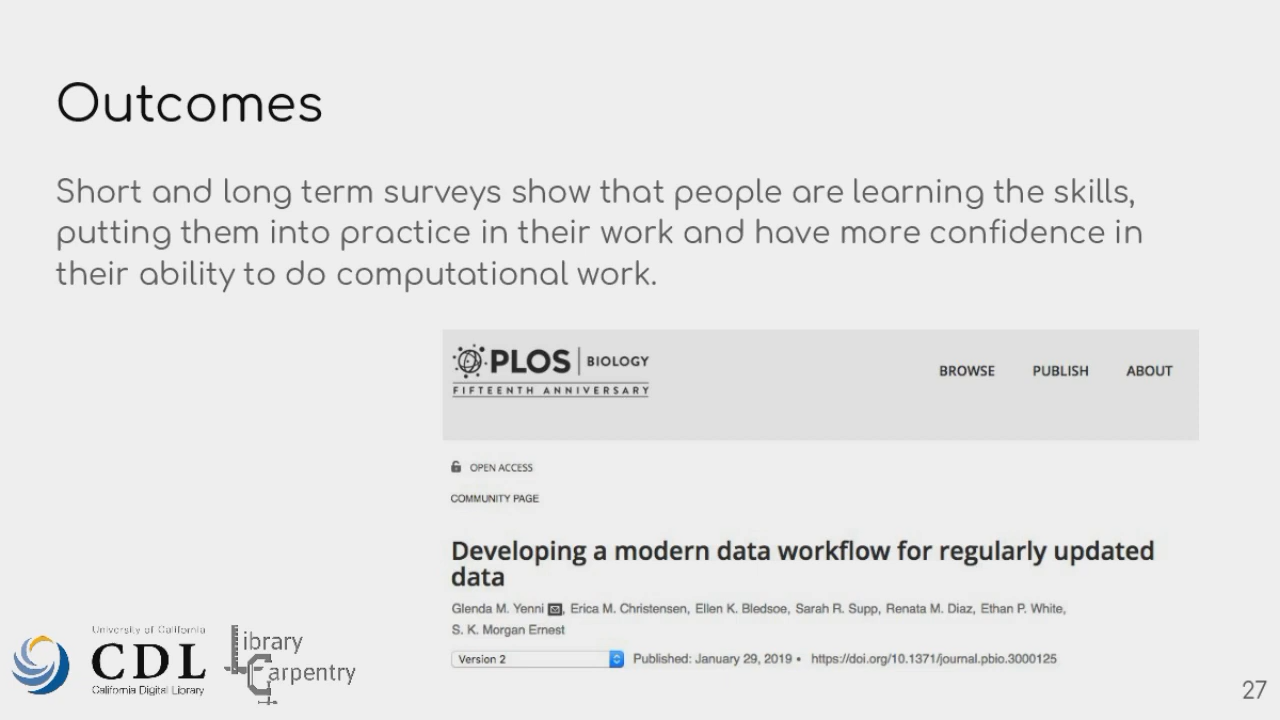 Outcomes
Short and long term surveys show that people are learning the skills,
putting them into practice in their work and have more confidence in
their ability to do computational work.
PLOS BIOLOGY
FIFTEENTH ANNIVERSARY
BROWSE PUBLISH ABOUT
OPEN ACCESS
COMMUNITY PAGE
Developing a modern data workflow for regularly updated
data
Glenda M. Yenni , Erica M. Christensen, Ellen K. Bledsoe, Sarah R. Supp, Renata M. Diaz, Ethan P. White,
S. K. Morgan Ernest
Version 2 Published: January 29, 2019 • https://doi.org/10.1371/journal.pbio.3000125
University of California
CDL
California Digital Library
Library
Carpentry
27